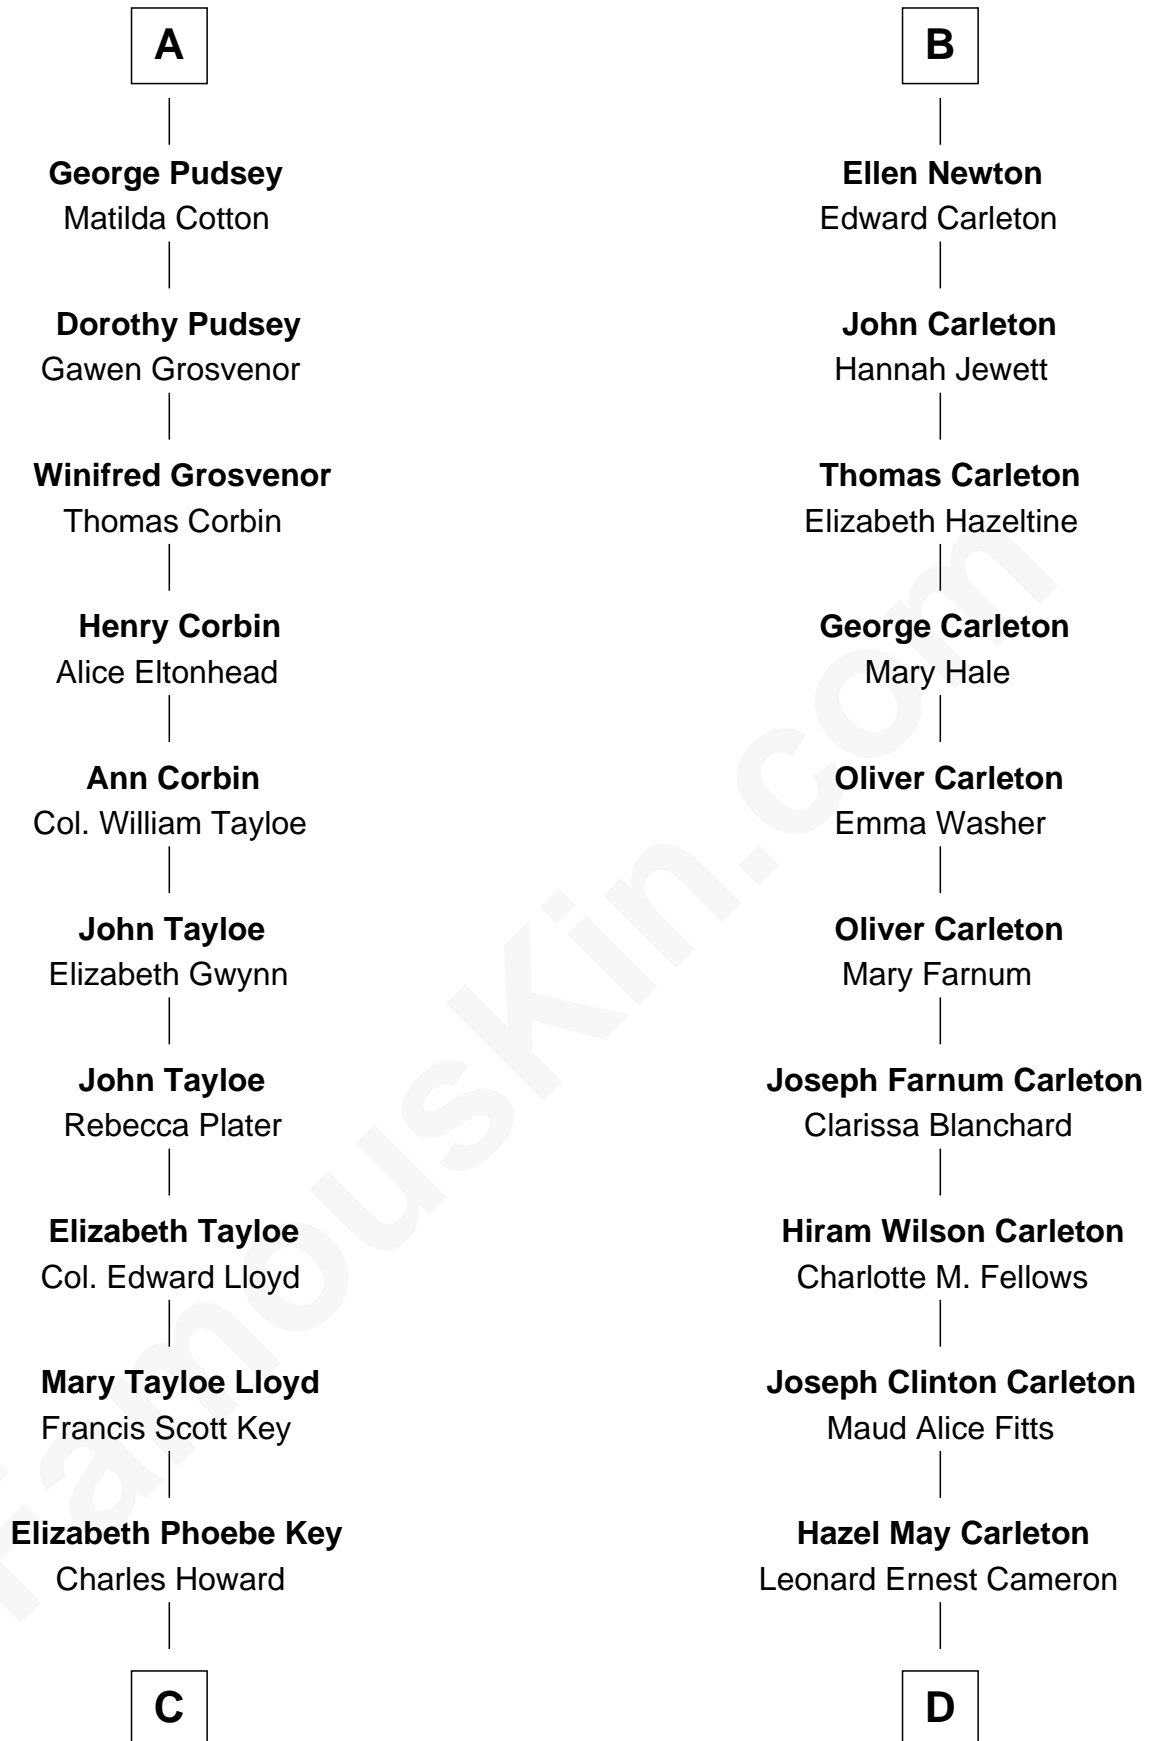 A
George Pudsey
Matilda Cotton
Dorothy Pudsey
Gawen Grosvenor
Winifred Grosvenor
Thomas Corbin
Henry Corbin
Alice Eltonhead
Ann Corbin
Col. William Tayloe
John Tayloe
Elizabeth Gwynn
John Tayloe
Rebecca Plater
Elizabeth Tayloe
Col. Edward Lloyd
Mary Tayloe Lloyd
Francis Scott Key
Elizabeth Phoebe Key
Charles Howard
C
B
Ellen Newton
Edward Carleton
John Carleton
Hannah Jewett
Thomas Carleton
Elizabeth Hazeltine
George Carleton
Mary Hale
Oliver Carleton
Emma Washer
Oliver Carleton
Mary Farnum
Joseph Farnum Carleton
Clarissa Blanchard
Hiram Wilson Carleton
Charlotte M. Fellows
Joseph Clinton Carleton
Maud Alice Fitts
Hazel May Carleton
Leonard Ernest Cameron
D
FamousKin.com